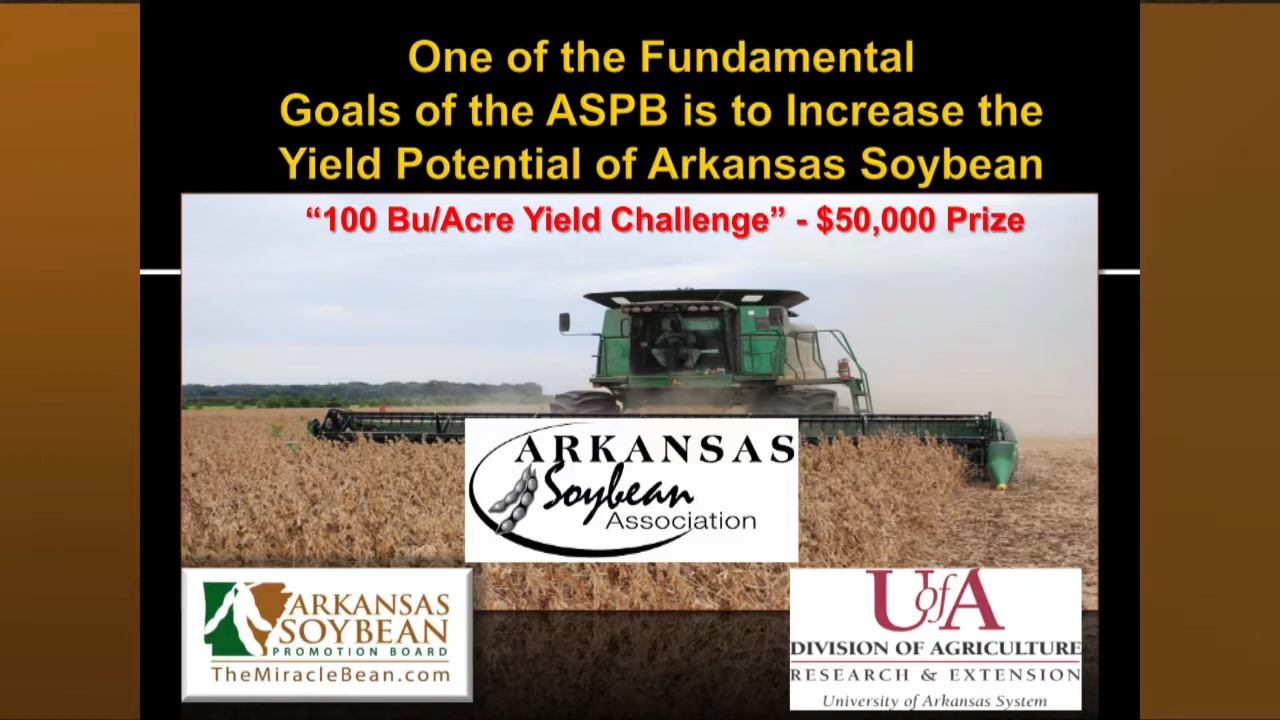 One of the Fundamental
Goals of the ASPB is to Increase the
Yield Potential of Arkansas Soybean
“100 Bu/Acre Yield Challenge” - $50,000 Prize
ARKANSAS
Soybean
Association
ARKANSAS
SOYBEAN
PROMOTION BOARD
TheMiracleBean.com
UofA
DIVISION OF AGRICULTURE
RESEARCH & EXTENSION
University of Arkansas System